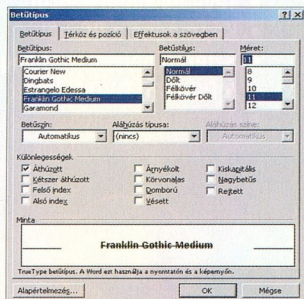 Betűtípus
Betűtípus Térköz és pozíció Effektusok a szövegben
Betűtípus: Betűstílus: Méret:
Franklin Gothic Medium Normál 11
Courier New Normál 8
Dingbats Dőlt 9
Estrangelo Edessa Félkövér 10
Franklin Gothic Medium Félkövér Dőlt 11
Garamond 12
Betűszín: Aláhúzás típusa: Aláhúzás színe:
Automatikus (nincs) Automatikus
Különlegességek
Áthúzott Árnyékolt Kiskapitális
Kétszer áthúzott Körvonalas Nagybetűs
Felső index Domború Rejtett
Alsó index Vésett
Minta
Franklin Gothic Medium
TrueType betűtípus. A Word ezt használja a nyomtatón és a képernyőn.
Alapértelmezés... OK Mégse